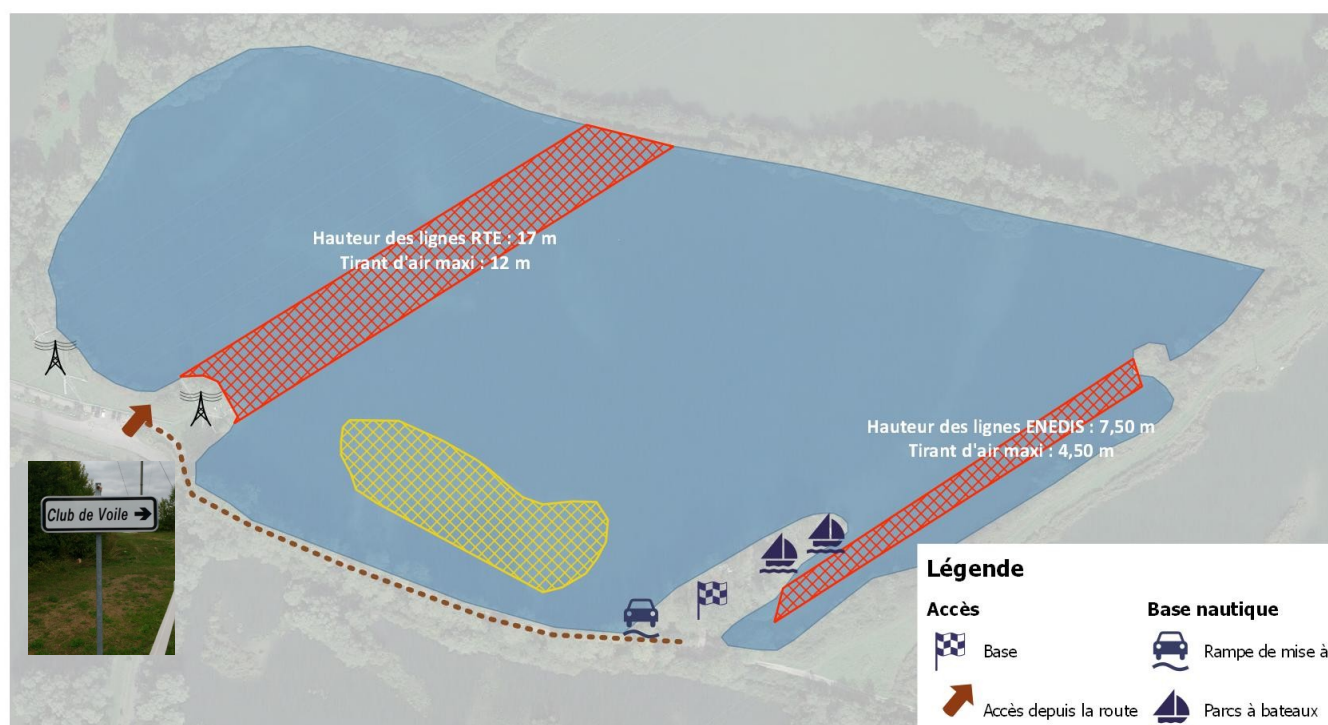 Hauteur des lignes RTE : 17 m
Tirant d'air maxi : 12 m
Hauteur des lignes ENEDIS : 7,50 m
Tirant d'air maxi : 4,50 m
Club de Voile →
Légende
Accès
Base
Accès depuis la route
Base nautique
Rampe de mise à
Parcs à bateaux